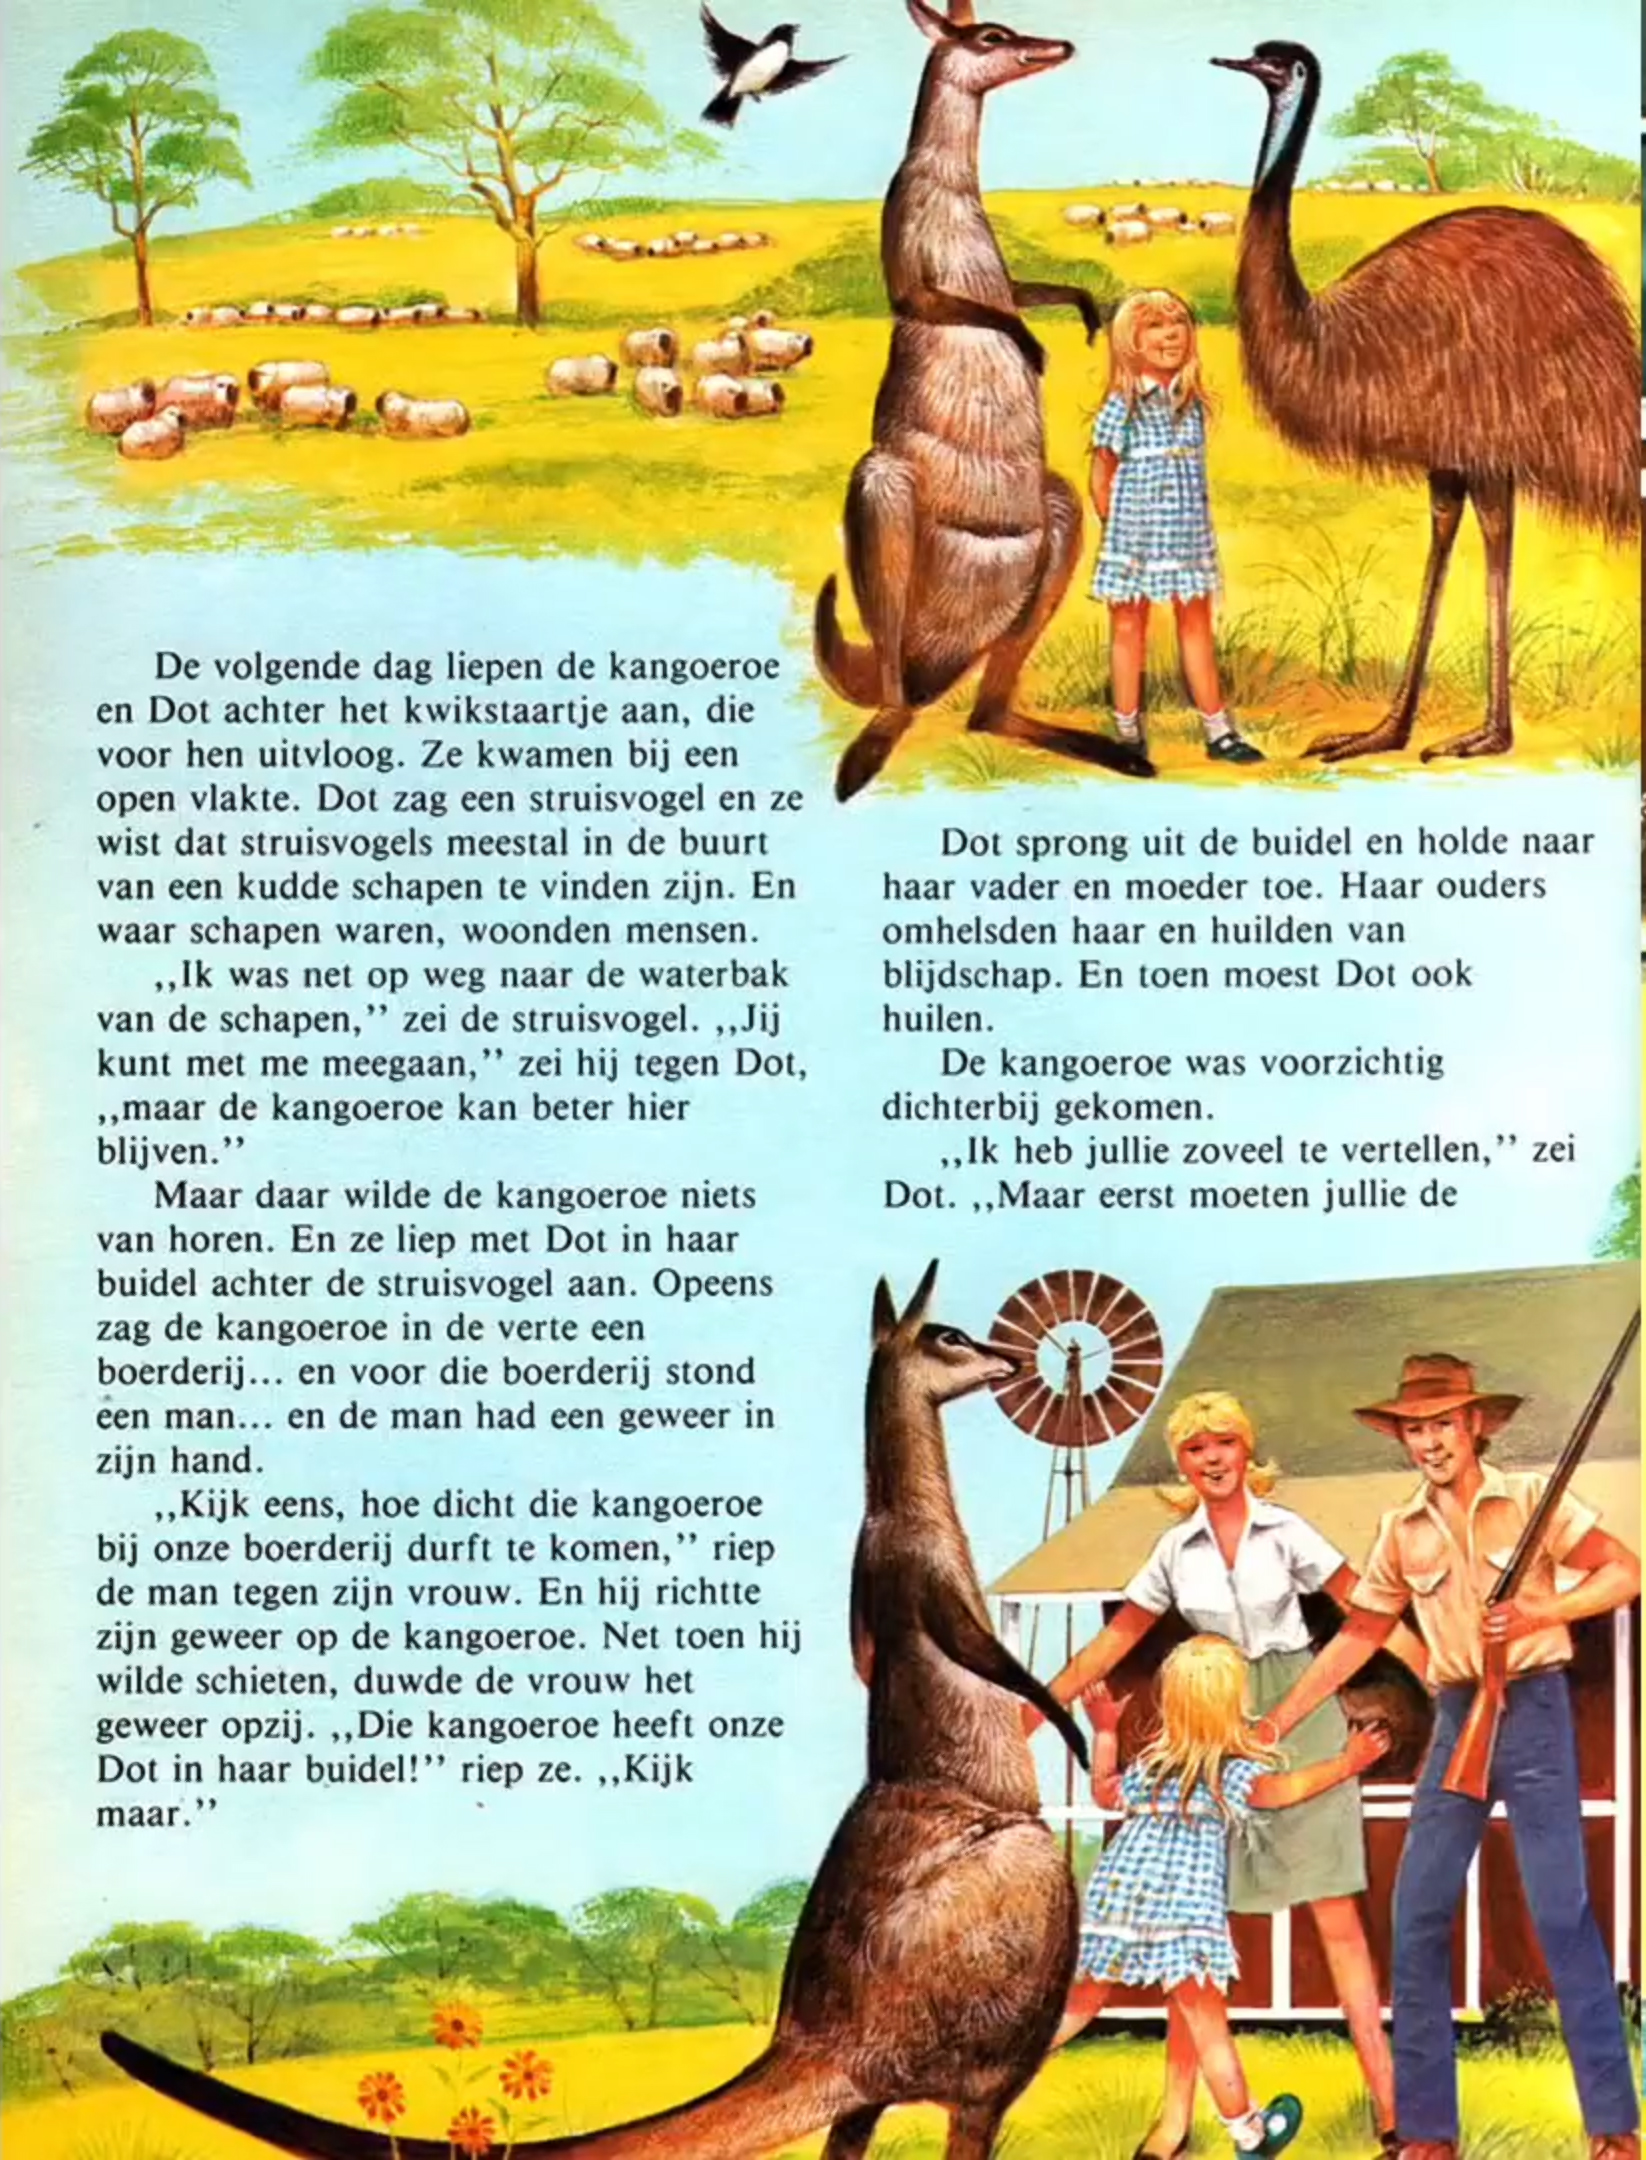 De volgende dag liepen de kangoeroe
en Dot achter het kwikstaartje aan, die
voor hen uitvloog. Ze kwamen bij een
open vlakte. Dot zag een struisvogel en ze
wist dat struisvogels meestal in de buurt
van een kudde schapen te vinden zijn. En
waar schapen waren, woonden mensen.
,,Ik was net op weg naar de waterbak
van de schapen,” zei de struisvogel. ,,Jij
kunt met me meegaan,” zei hij tegen Dot,
,,maar de kangoeroe kan beter hier
blijven.”
Maar daar wilde de kangoeroe niets
van horen. En ze liep met Dot in haar
buidel achter de struisvogel aan. Opeens
zag de kangoeroe in de verte een
boerderij... en voor die boerderij stond
een man... en de man had een geweer in
zijn hand.
,,Kijk eens, hoe dicht die kangoeroe
bij onze boerderij durft te komen,” riep
de man tegen zijn vrouw. En hij richtte
zijn geweer op de kangoeroe. Net toen hij
wilde schieten, duwde de vrouw het
geweer opzij. ,,Die kangoeroe heeft onze
Dot in haar buidel!” riep ze. ,,Kijk
maar.”
Dot sprong uit de buidel en holde naar
haar vader en moeder toe. Haar ouders
omhelsden haar en huilden van
blijdschap. En toen moest Dot ook
huilen.
De kangoeroe was voorzichtig
dichterbij gekomen.
,,Ik heb jullie zoveel te vertellen,” zei
Dot. ,,Maar eerst moeten jullie de